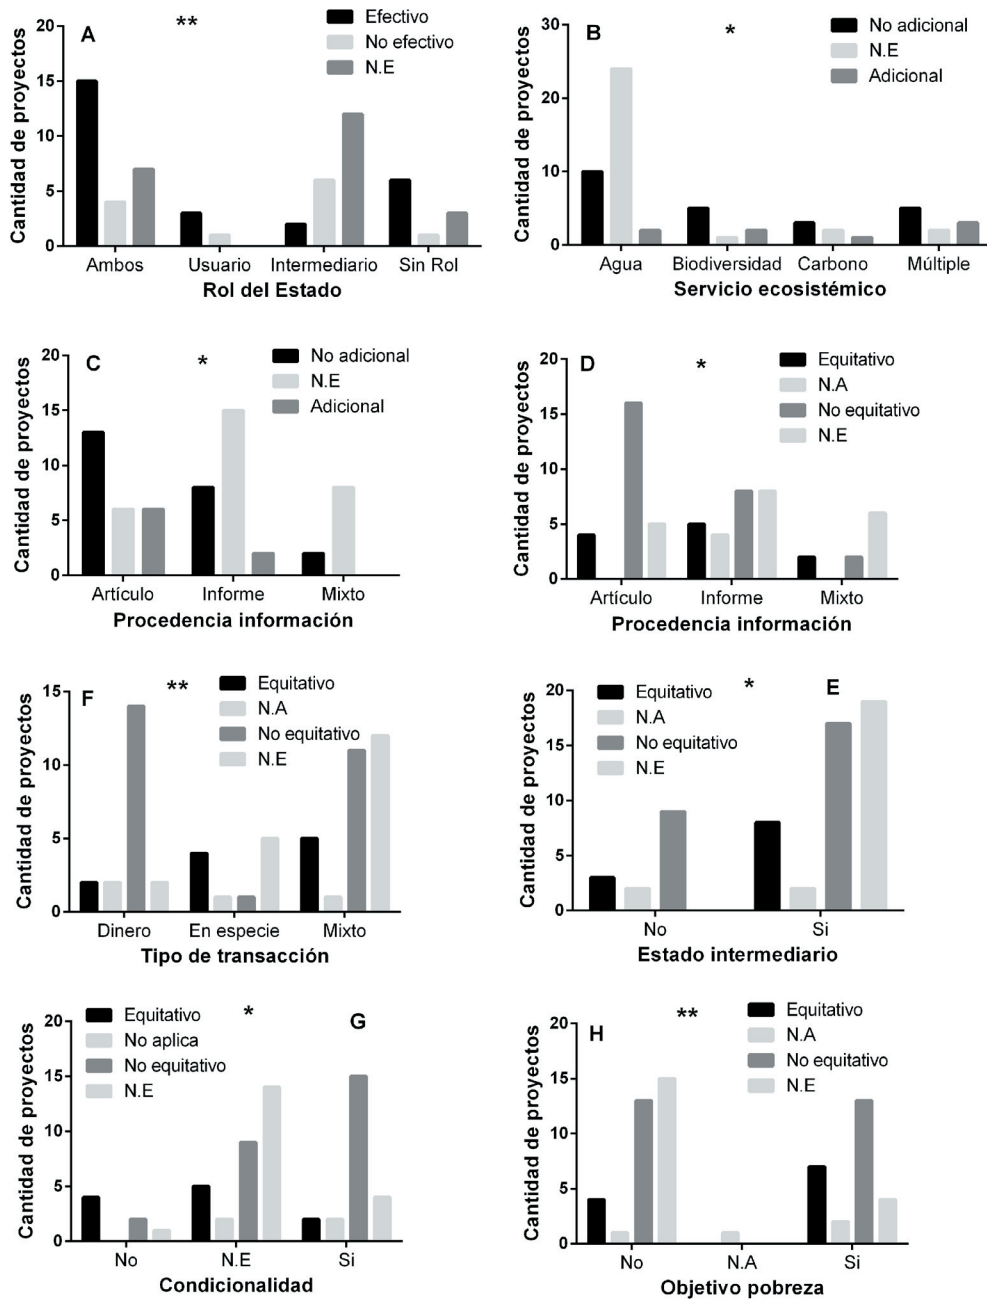 A
**
Efectivo
No efectivo
N.E
Cantidad de proyectos
20
15
10
5
0
Ambos Usuario Intermediario Sin Rol
Rol del Estado
B
*
No adicional
N.E
Adicional
Cantidad de proyectos
30
20
10
0
Agua Biodiversidad Carbono Múltiple
Servicio ecosistémico
C
*
No adicional
N.E
Adicional
Cantidad de proyectos
20
15
10
5
0
Artículo Informe Mixto
Procedencia información
D
*
Equitativo
N.A
No equitativo
N.E
Cantidad de proyectos
20
15
10
5
0
Artículo Informe Mixto
Procedencia información
F
**
Equitativo
N.A
No equitativo
N.E
Cantidad de proyectos
15
10
5
0
Dinero En especie Mixto
Tipo de transacción
Equitativo
N.A
No equitativo
N.E
*
E
Cantidad de proyectos
20
15
10
5
0
No Si
Estado intermediario
Equitativo
No aplica
No equitativo
N.E
*
G
Cantidad de proyectos
20
15
10
5
0
No N.E Si
Condicionalidad
H
**
Equitativo
N.A
No equitativo
N.E
Cantidad de proyectos
20
15
10
5
0
No N.A Si
Objetivo pobreza